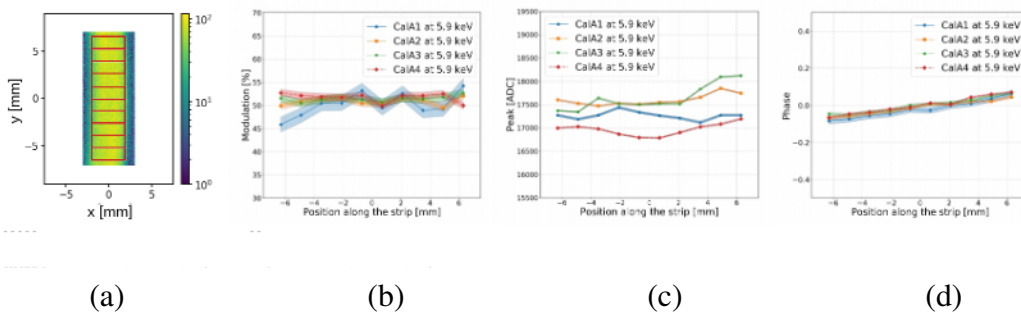 5
0
−5
y [mm]
−5 0 5
x [mm]
10²
10¹
10⁰
70
65
60
55
50
45
40
35
30
Modulation [%]
CalA1 at 5.9 keV
CalA2 at 5.9 keV
CalA3 at 5.9 keV
CalA4 at 5.9 keV
−6 −4 −2 0 2 4 6
Position along the strip [mm]
19500
19000
18500
18000
17500
17000
16500
16000
15500
Peak [ADC]
CalA1 at 5.9 keV
CalA2 at 5.9 keV
CalA3 at 5.9 keV
CalA4 at 5.9 keV
−6 −4 −2 0 2 4 6
Position along the strip [mm]
0.4
0.2
0.0
−0.2
−0.4
Phase
CalA1 at 5.9 keV
CalA2 at 5.9 keV
CalA3 at 5.9 keV
CalA4 at 5.9 keV
−6 −4 −2 0 2 4 6
Position along the strip [mm]
(a) (b) (c) (d)